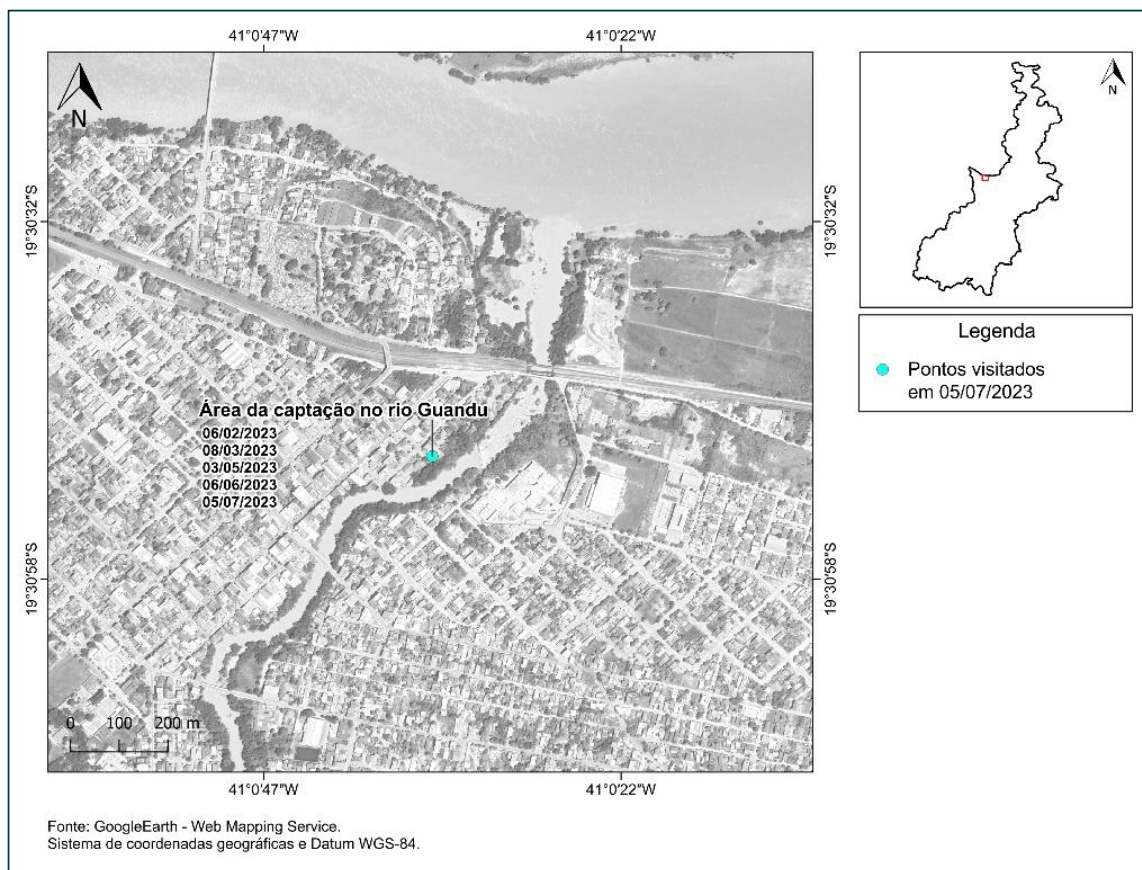 41°0'47"W
41°0'22"W
N
N
19°30'32"S
19°30'32"S
Legenda
Pontos visitados
em 05/07/2023
Área da captação no rio Guandu
06/02/2023
08/03/2023
03/05/2023
06/06/2023
05/07/2023
19°30'58"S
19°30'58"S
0 100 200 m
41°0'47"W
41°0'22"W
Fonte: GoogleEarth - Web Mapping Service.
Sistema de coordenadas geográficas e Datum WGS-84.